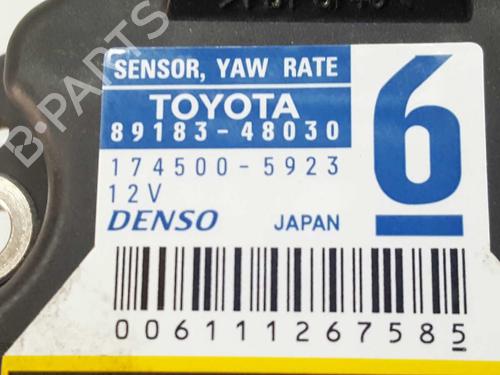 SENSOR, YAW RATE
TOYOTA
89183-48030
6
174500-5923
12V
DENSO JAPAN
006111267585
B-PARTS